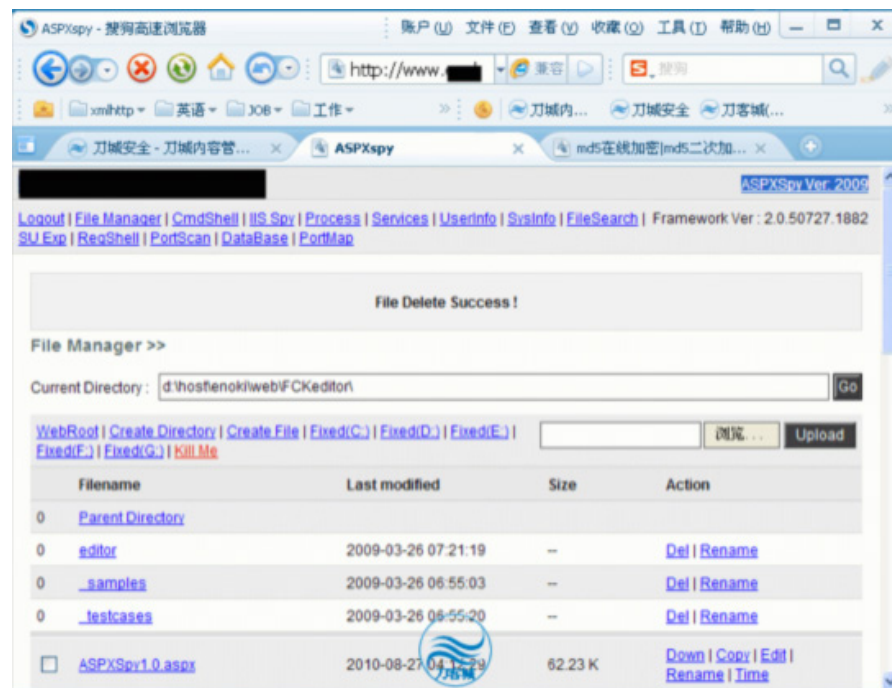 ASPXspy - 搜狗高速浏览器 账户(U) 文件(F) 查看(V) 收藏(O) 工具(T) 帮助(H)
http://www. 兼容 搜狗
xmlhttp 英语 JOB 工作 刀城内... 刀城安全 刀客城(...
刀城安全 - 刀城内容管... ASPXspy md5在线加密|md5二次加...
ASPXSpy Ver: 2009
Logout | File Manager | CmdShell | IIS Spy | Process | Services | UserInfo | SysInfo | FileSearch | Framework Ver : 2.0.50727.1882
SU Exp | RegShell | PortScan | DataBase | PortMap
File Delete Success !
File Manager >>
Current Directory : d:\host\enoki\web\FCKeditor\ Go
WebRoot | Create Directory | Create File | Fixed(C:) | Fixed(D:) | Fixed(E:) | 浏览... Upload
Fixed(F:) | Fixed(G:) | Kill Me
Filename Last modified Size Action
0 Parent Directory
0 editor 2009-03-26 07:21:19 -- Del | Rename
0 _samples 2009-03-26 06:55:03 -- Del | Rename
0 _testcases 2009-03-26 06:55:20 -- Del | Rename
ASPXSpy1.0.aspx 2010-08-27 62.23 K Down | Copy | Edit |
Rename | Time